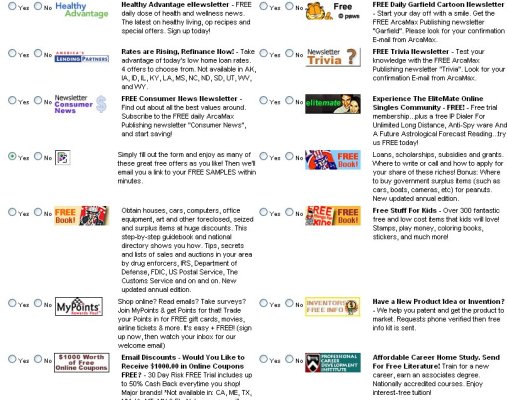 Yes No Healthy Advantage
Healthy Advantage eNewsletter - FREE
daily dose of health and wellness news.
The latest on healthy living, op recipes and
special offers. Sign up today!
Yes No Free @ paws
FREE Daily Garfield Cartoon Newsletter
- Start your day off with a smile. Get the
FREE ArcaMax Publishing newsletter
"Garfield". Please look for your confirmation
E-mail from ArcaMax.
Yes No AMERICA'S LENDING PARTNERS
Rates are Rising, Refinance Now! - Take
advantage of today's low home loan rates.
4 offers to choose from. Not available in AK,
IA, ID, IL, KY, LA, MS, NC, ND, SD, UT, WV,
and WY.
Yes No Newsletter Trivia ?
FREE Trivia Newsletter - Test your
knowledge with the FREE ArcaMax
Publishing newsletter "Trivia". Look for your
confirmation E-mail from ArcaMax.
Yes No Newsletter Consumer News $
FREE Consumer News Newsletter -
Find out about all the best values around.
Subscribe to the FREE daily ArcaMax
Publishing newsletter "Consumer News",
and start saving!
Yes No elitemate
Experience The EliteMate Online
Singles Community - FREE! - Free trial
membership...plus a free IP Dialer For
Unlimited Long Distance, Anti-Spy ware And
A Future Astrological Forecast Reading...try
us FREE today!
Yes No
Simply fill out the form and enjoy as many of
these great free offers as you like! Then we'll
email you a link to your FREE SAMPLES within
minutes.
Yes No FREE Book!
Loans, scholarships, subsidies and grants.
Where to write or call and how to apply for
your share of these riches! Bonus: Where to
buy government surplus items (such as
cars, boats, cameras, etc) for peanuts.
New updated annual edition.
Yes No FREE Book!
Obtain houses, cars, computers, office
equipment, art and other foreclosed, seized
and surplus items at huge discounts. This
step-by-step guidebook and national
directory shows you how. Tips, secrets
and lists of sales and auctions in your area
by drug enforcers, IRS, Department of
Defense, FDIC, US Postal Service, The
Customs Service and on and on. New
updated annual edition.
Yes No FREE Book!
Free Stuff For Kids - Over 300 fantastic
free and low cost items that kids will love!
Stamps, play money, coloring books,
stickers, and much more!
Yes No MyPoints Rewards That
Shop online? Read emails? Take surveys?
Join MyPoints & get Points for that! Trade
your Points in for FREE gift cards, movies,
airline tickets & more. It's easy + FREE!! (sign
up now, then watch your inbox for our
welcome email)
Yes No INVENTORS FREE INFO
Have a New Product Idea or Invention?
- We help you patent and get the product to
market. Requests phone verified then free
info kit is sent.
Yes No $1000 Worth of Free Online Coupons
Email Discounts - Would You Like to
Receive $1000.00 in Online Coupons
FREE? - 30 Day Risk FREE Trial includes up
to 50% Cash Back everytime you shop!
Major brands! *Not available in: CA, ME, TX,
Yes No PROFESSIONAL CAREER DEVELOPMENT INSTITUTE
Affordable Career Home Study, Send
For Free Literature! Train for a new
career, earn an associates degree.
Nationally accredited courses. Enjoy
interest-free tuition!